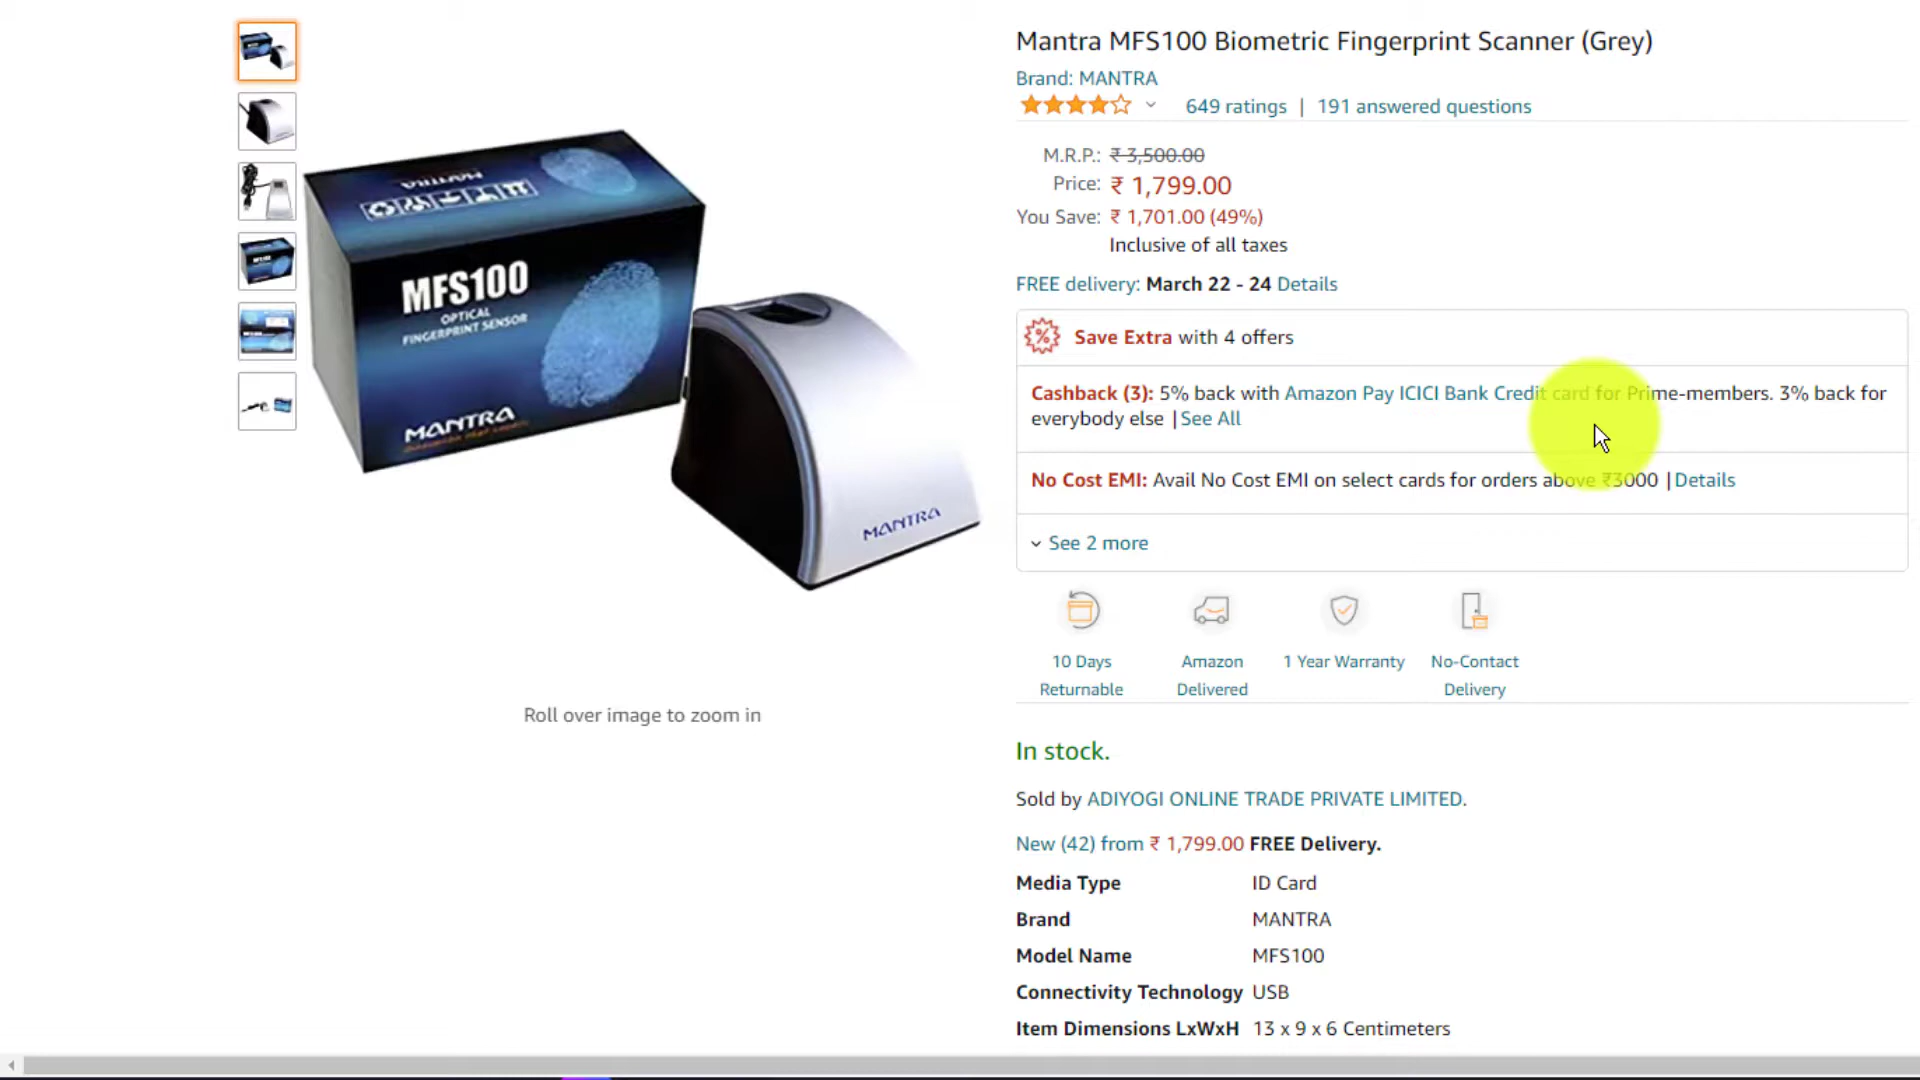 Mantra MFS100 Biometric Fingerprint Scanner (Grey)
Brand: MANTRA
649 ratings | 191 answered questions
M.R.P.: ₹ 3,500.00
Price: ₹ 1,799.00
You Save: ₹ 1,701.00 (49%)
Inclusive of all taxes
FREE delivery: March 22 - 24 Details
Save Extra with 4 offers
Cashback (3): 5% back with Amazon Pay ICICI Bank Credit card for Prime-members. 3% back for
everybody else | See All
No Cost EMI: Avail No Cost EMI on select cards for orders above ₹3000 | Details
See 2 more
10 Days
Returnable
Amazon
Delivered
1 Year Warranty
No-Contact
Delivery
In stock.
Sold by ADIYOGI ONLINE TRADE PRIVATE LIMITED.
New (42) from ₹ 1,799.00 FREE Delivery.
Media Type ID Card
Brand MANTRA
Model Name MFS100
Connectivity Technology USB
Item Dimensions LxWxH 13 x 9 x 6 Centimeters
MANTRA
MFS100
OPTICAL
FINGERPRINT SENSOR
MANTRA
MANTRA
Roll over image to zoom in